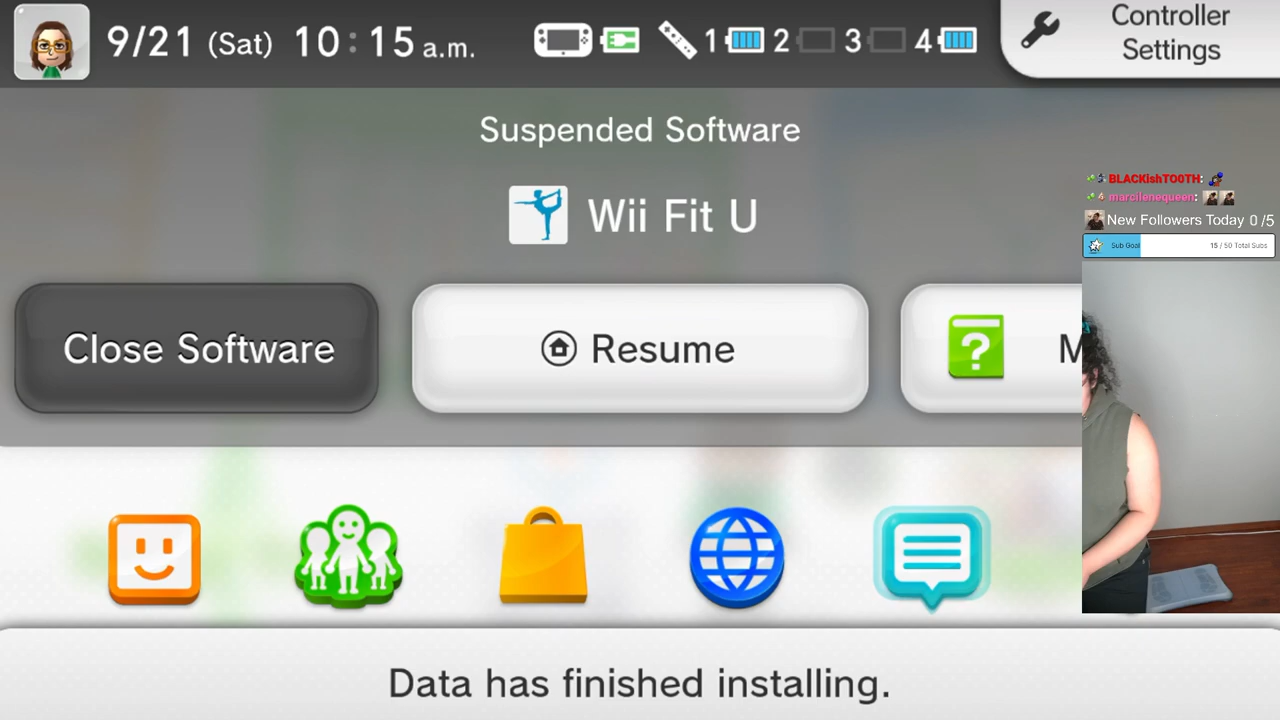 9/21 (Sat) 10:15 a.m.
1 2 3 4
Controller
Settings
Suspended Software
Wii Fit U
BLACKishTO0TH:
marcilenequeen:
New Followers Today 0 /5
Sub Goal 15 / 50 Total Subs
Close Software
Resume
?
M
Data has finished installing.